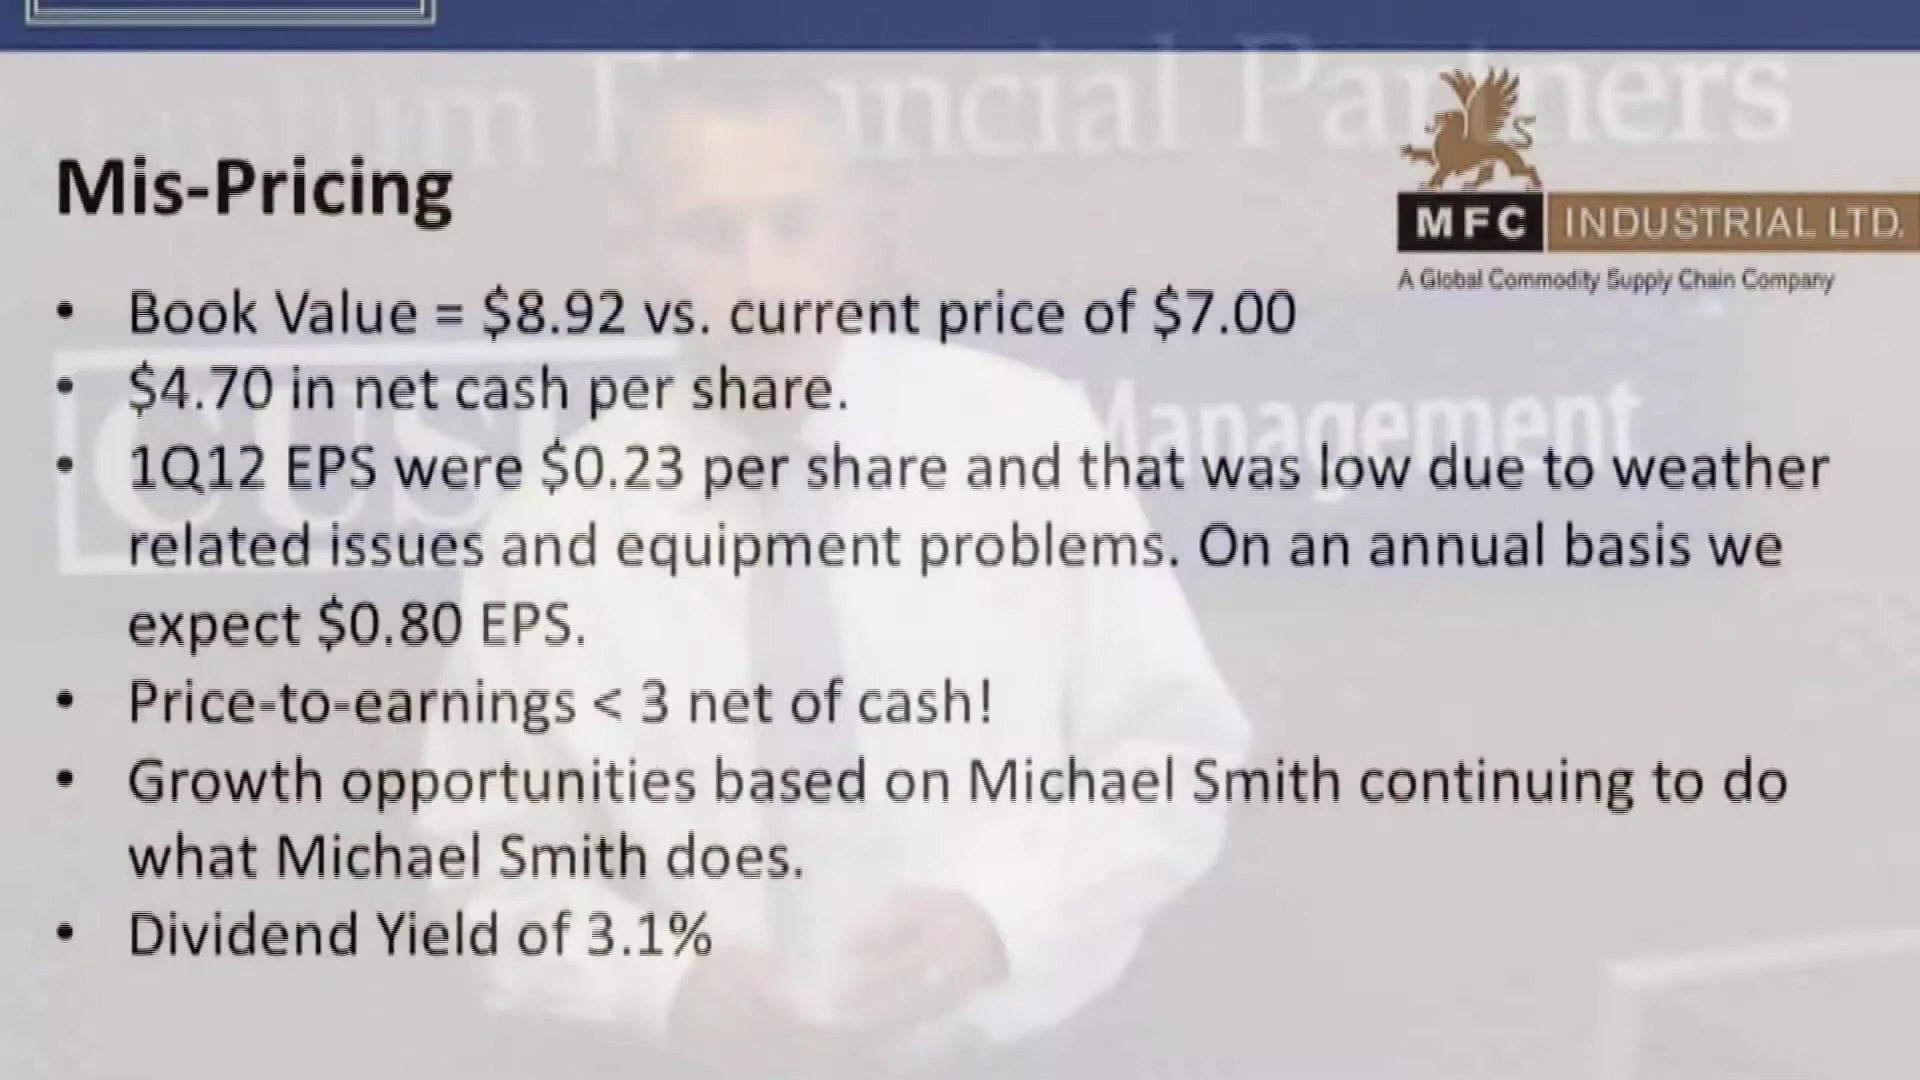 Financial Partners
Mis-Pricing
MFC INDUSTRIAL LTD.
A Global Commodity Supply Chain Company
• Book Value = $8.92 vs. current price of $7.00
• $4.70 in net cash per share.
Management
• 1Q12 EPS were $0.23 per share and that was low due to weather
related issues and equipment problems. On an annual basis we
expect $0.80 EPS.
• Price-to-earnings < 3 net of cash!
• Growth opportunities based on Michael Smith continuing to do
what Michael Smith does.
• Dividend Yield of 3.1%